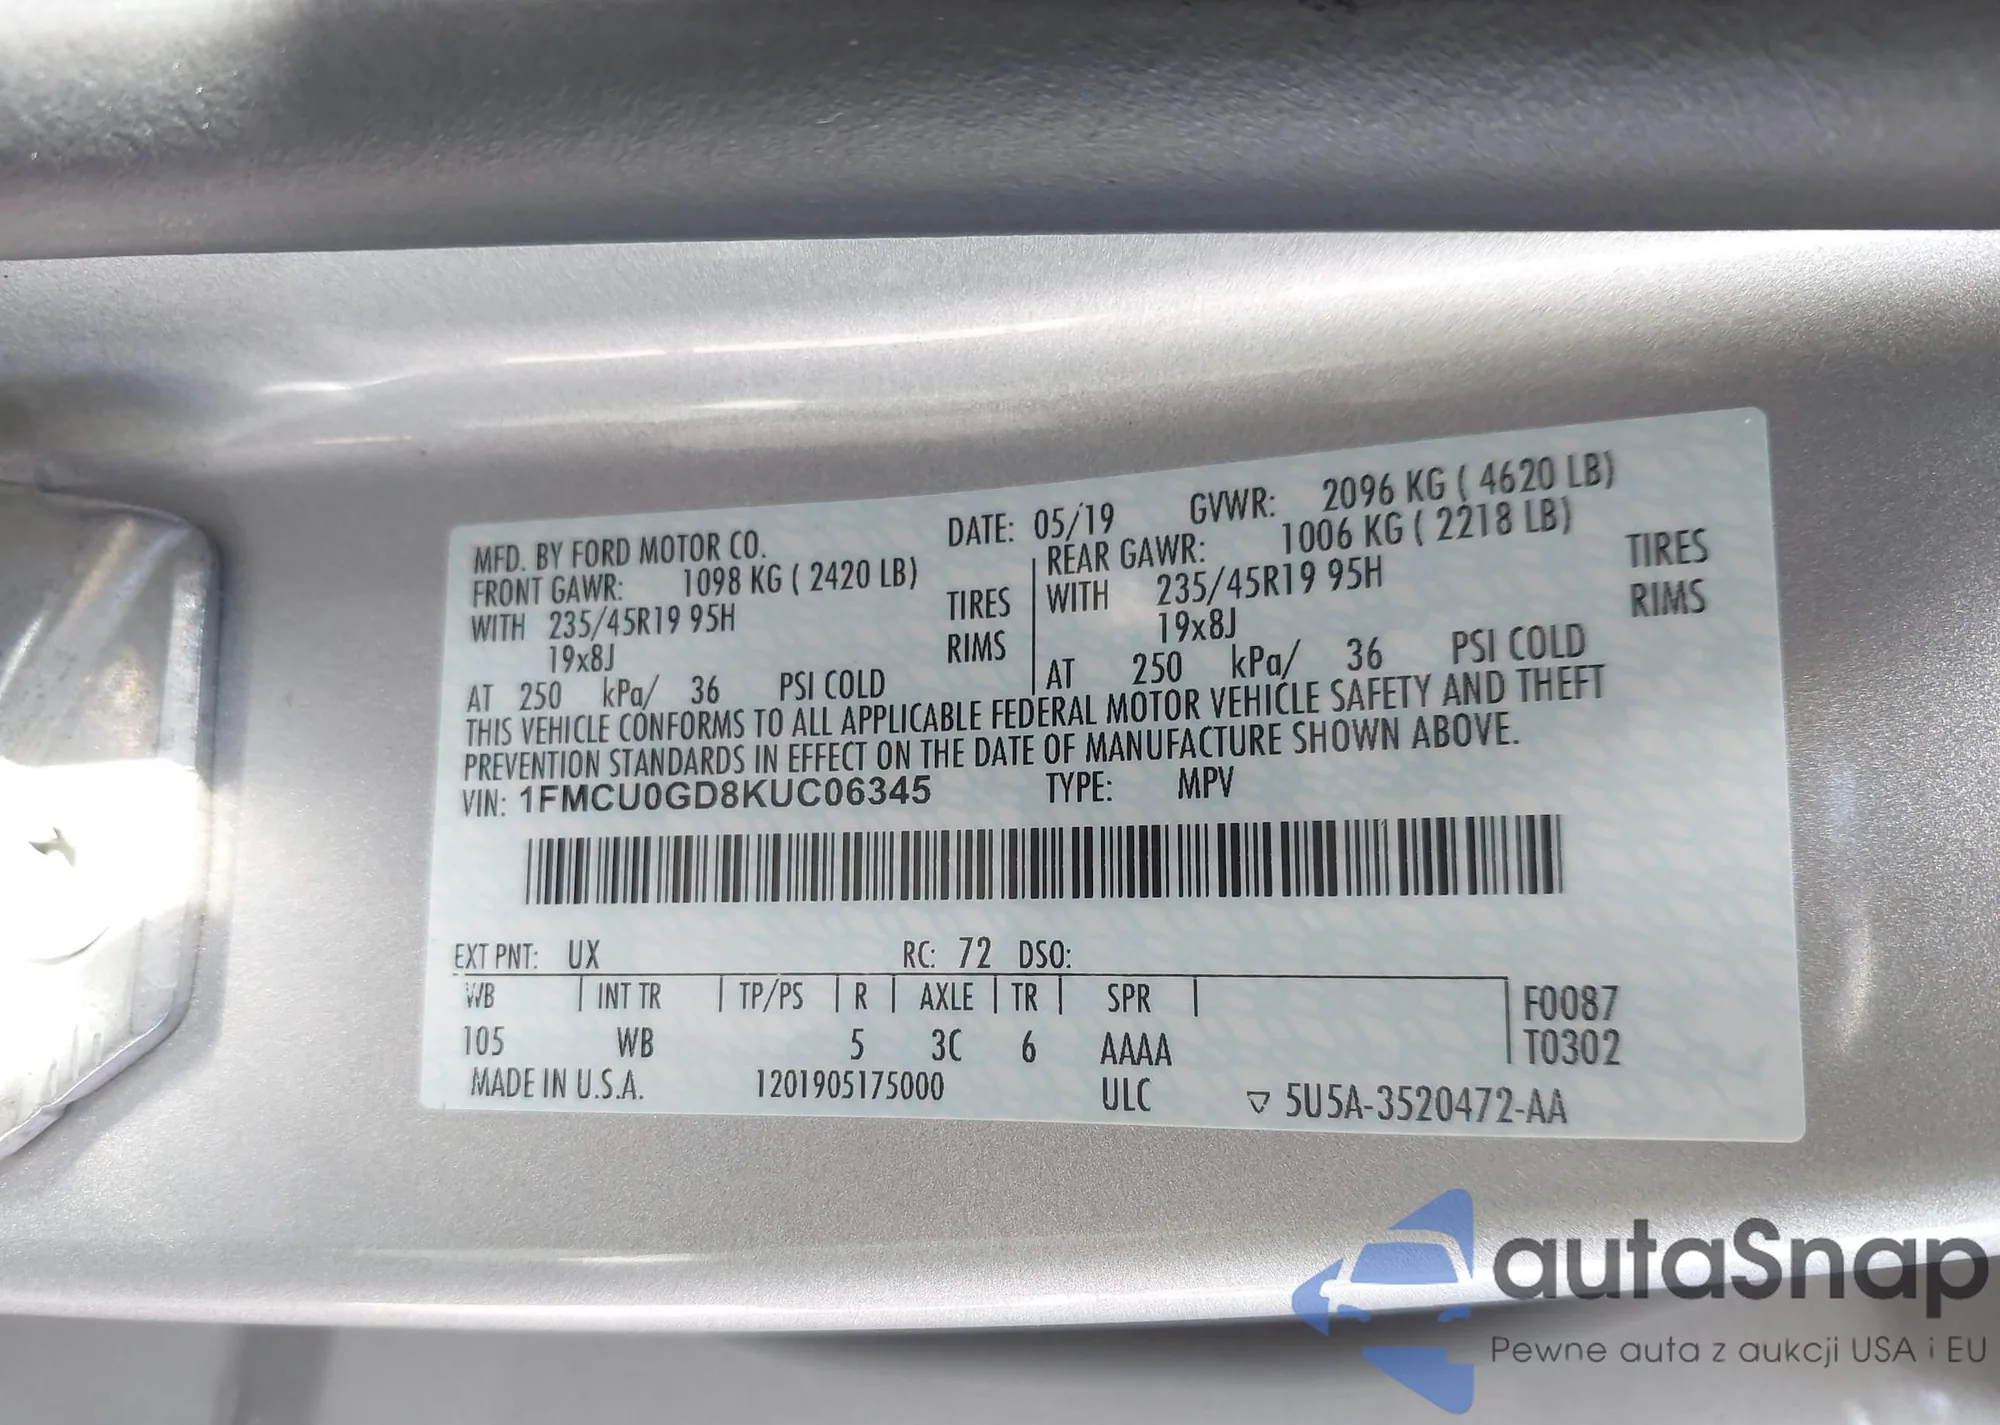 MFD. BY FORD MOTOR CO. DATE: 05/19 GVWR: 2096 KG ( 4620 LB)
FRONT GAWR: 1098 KG ( 2420 LB) REAR GAWR: 1006 KG ( 2218 LB)
WITH 235/45R19 95H TIRES WITH 235/45R19 95H TIRES
19x8J RIMS 19x8J RIMS
AT 250 kPa/ 36 PSI COLD AT 250 kPa/ 36 PSI COLD
THIS VEHICLE CONFORMS TO ALL APPLICABLE FEDERAL MOTOR VEHICLE SAFETY AND THEFT
PREVENTION STANDARDS IN EFFECT ON THE DATE OF MANUFACTURE SHOWN ABOVE.
VIN: 1FMCU0GD8KUC06345 TYPE: MPV
EXT PNT: UX RC: 72 DSO:
WB INT TR TP/PS R AXLE TR SPR F0087
105 WB 5 3C 6 AAAA T0302
MADE IN U.S.A. 1201905175000 ULC ▽ 5U5A-3520472-AA
autaSnap
Pewne auta z aukcji USA i EU